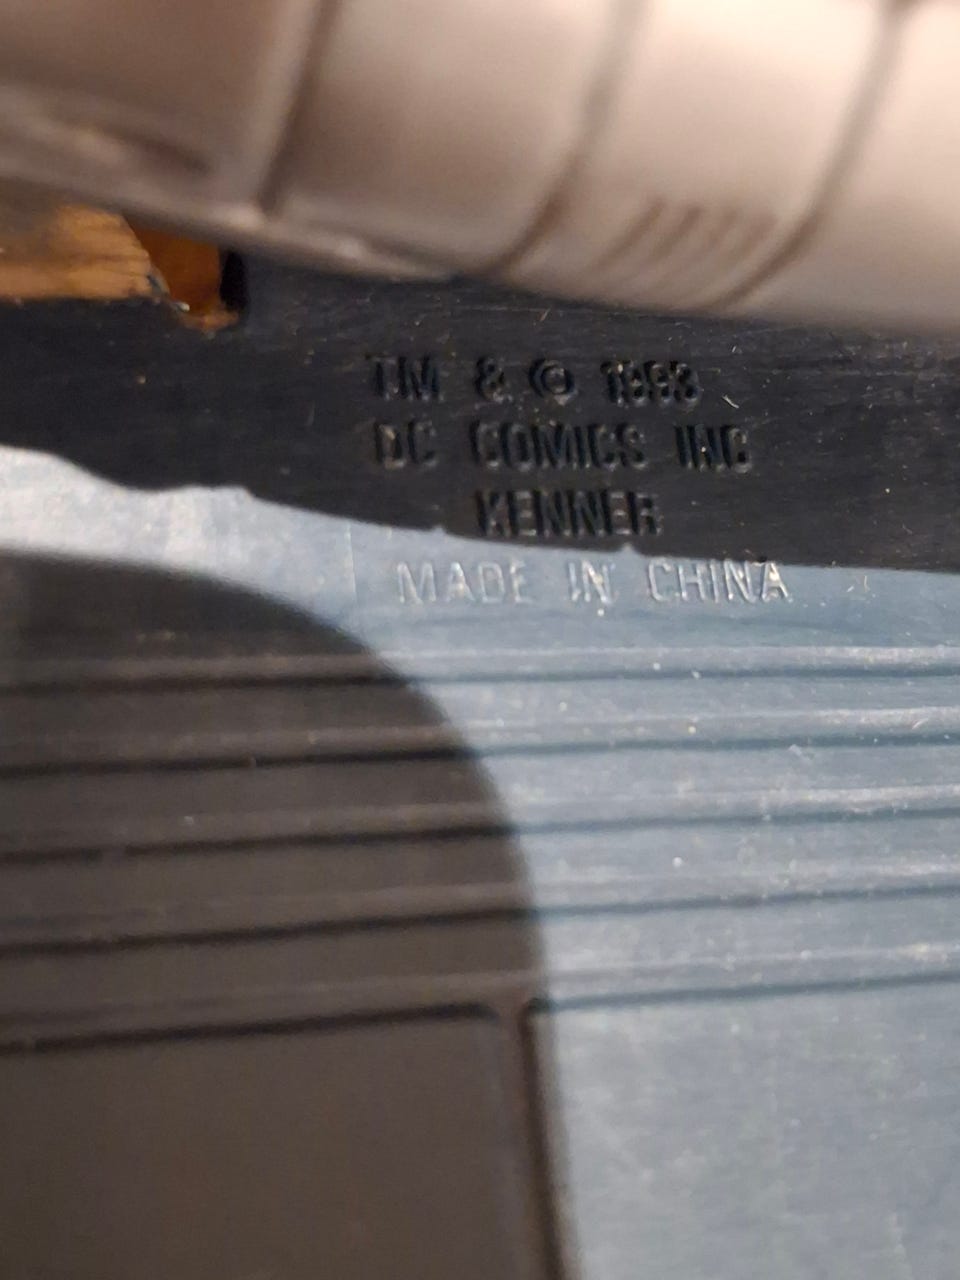 TM & © 1993
DC COMICS INC
KENNER
MADE IN CHINA